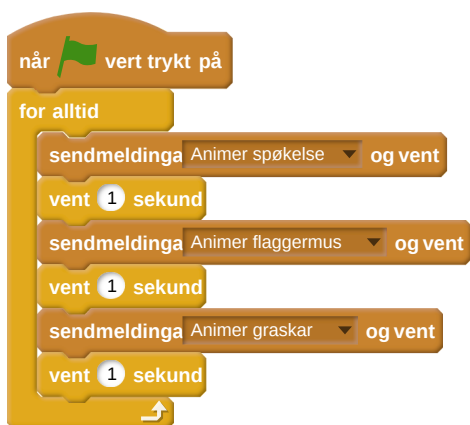 når vert trykt på
for alltid
sendmeldinga Animer spøkelse og vent
vent 1 sekund
sendmeldinga Animer flaggermus og vent
vent 1 sekund
sendmeldinga Animer graskar og vent
vent 1 sekund